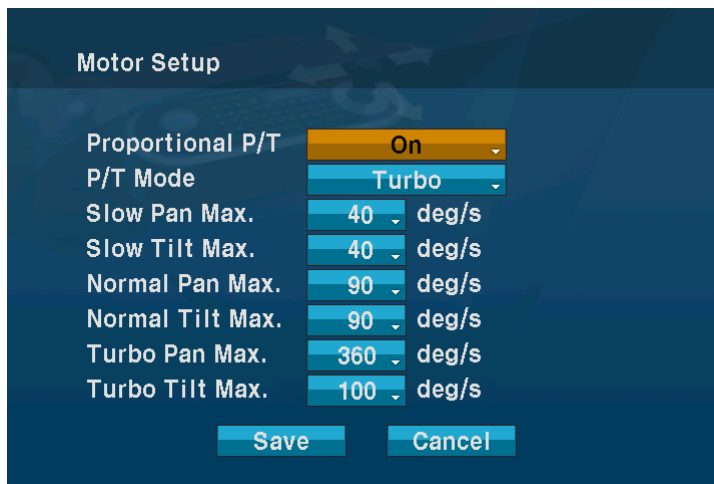 Motor Setup
Proportional P/T On
P/T Mode Turbo
Slow Pan Max. 40 deg/s
Slow Tilt Max. 40 deg/s
Normal Pan Max. 90 deg/s
Normal Tilt Max. 90 deg/s
Turbo Pan Max. 360 deg/s
Turbo Tilt Max. 100 deg/s
Save Cancel